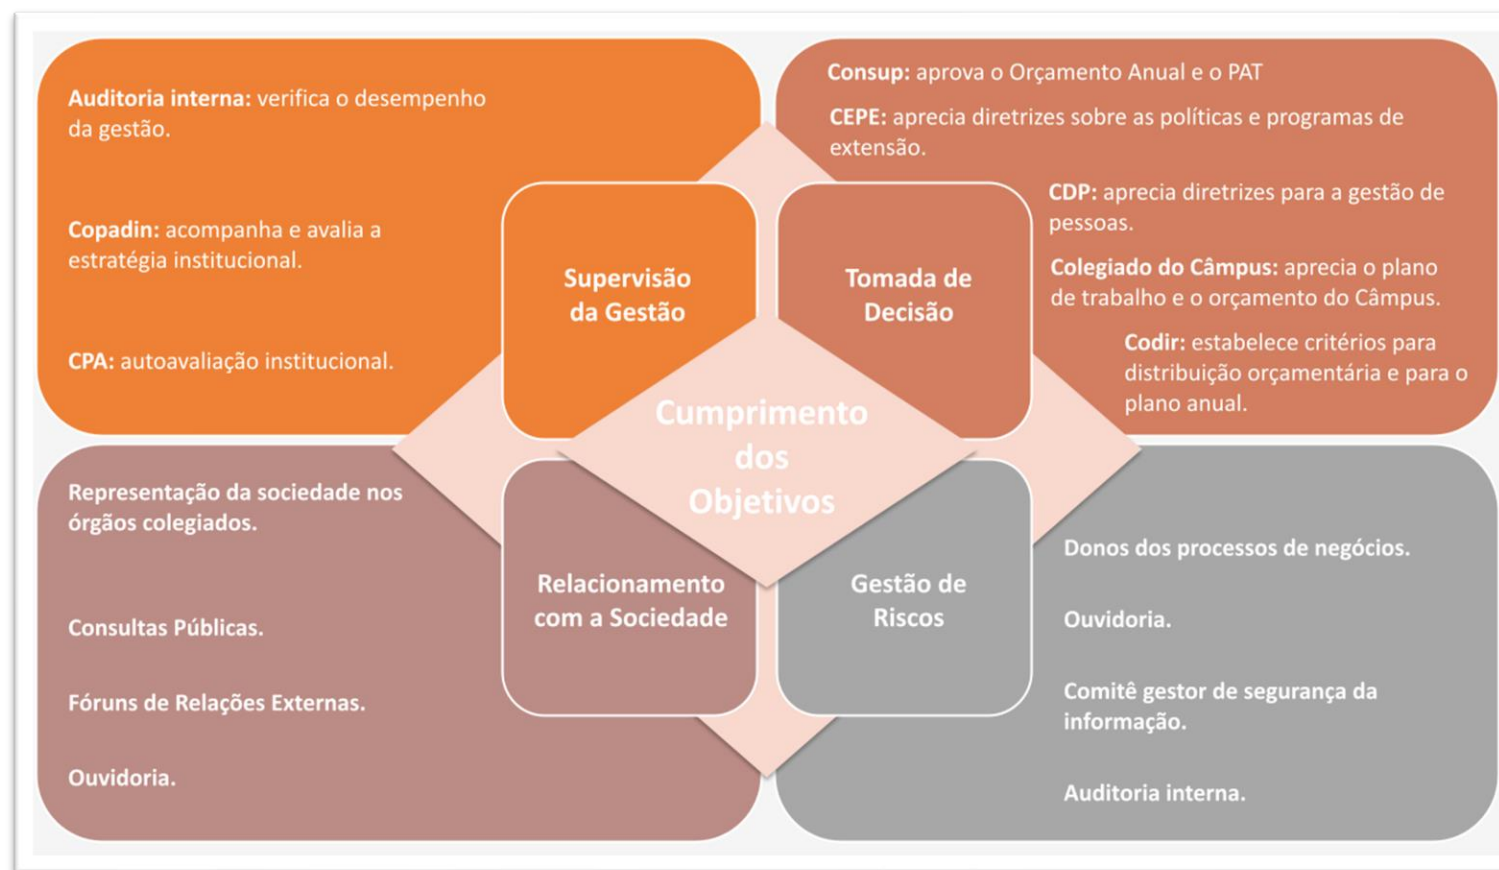 Auditoria interna: verifica o desempenho
da gestão.
Copadin: acompanha e avalia a
estratégia institucional.
CPA: autoavaliação institucional.
Supervisão
da Gestão
Consup: aprova o Orçamento Anual e o PAT
CEPE: aprecia diretrizes sobre as políticas e programas de
extensão.
CDP: aprecia diretrizes para a gestão de
pessoas.
Colegiado do Câmpus: aprecia o plano
de trabalho e o orçamento do Câmpus.
Codir: estabelece critérios para
distribuição orçamentária e para o
plano anual.
Tomada de
Decisão
Cumprimento
dos
Objetivos
Representação da sociedade nos
órgãos colegiados.
Consultas Públicas.
Fóruns de Relações Externas.
Ouvidoria.
Relacionamento
com a Sociedade
Gestão de
Riscos
Donos dos processos de negócios.
Ouvidoria.
Comitê gestor de segurança da
informação.
Auditoria interna.